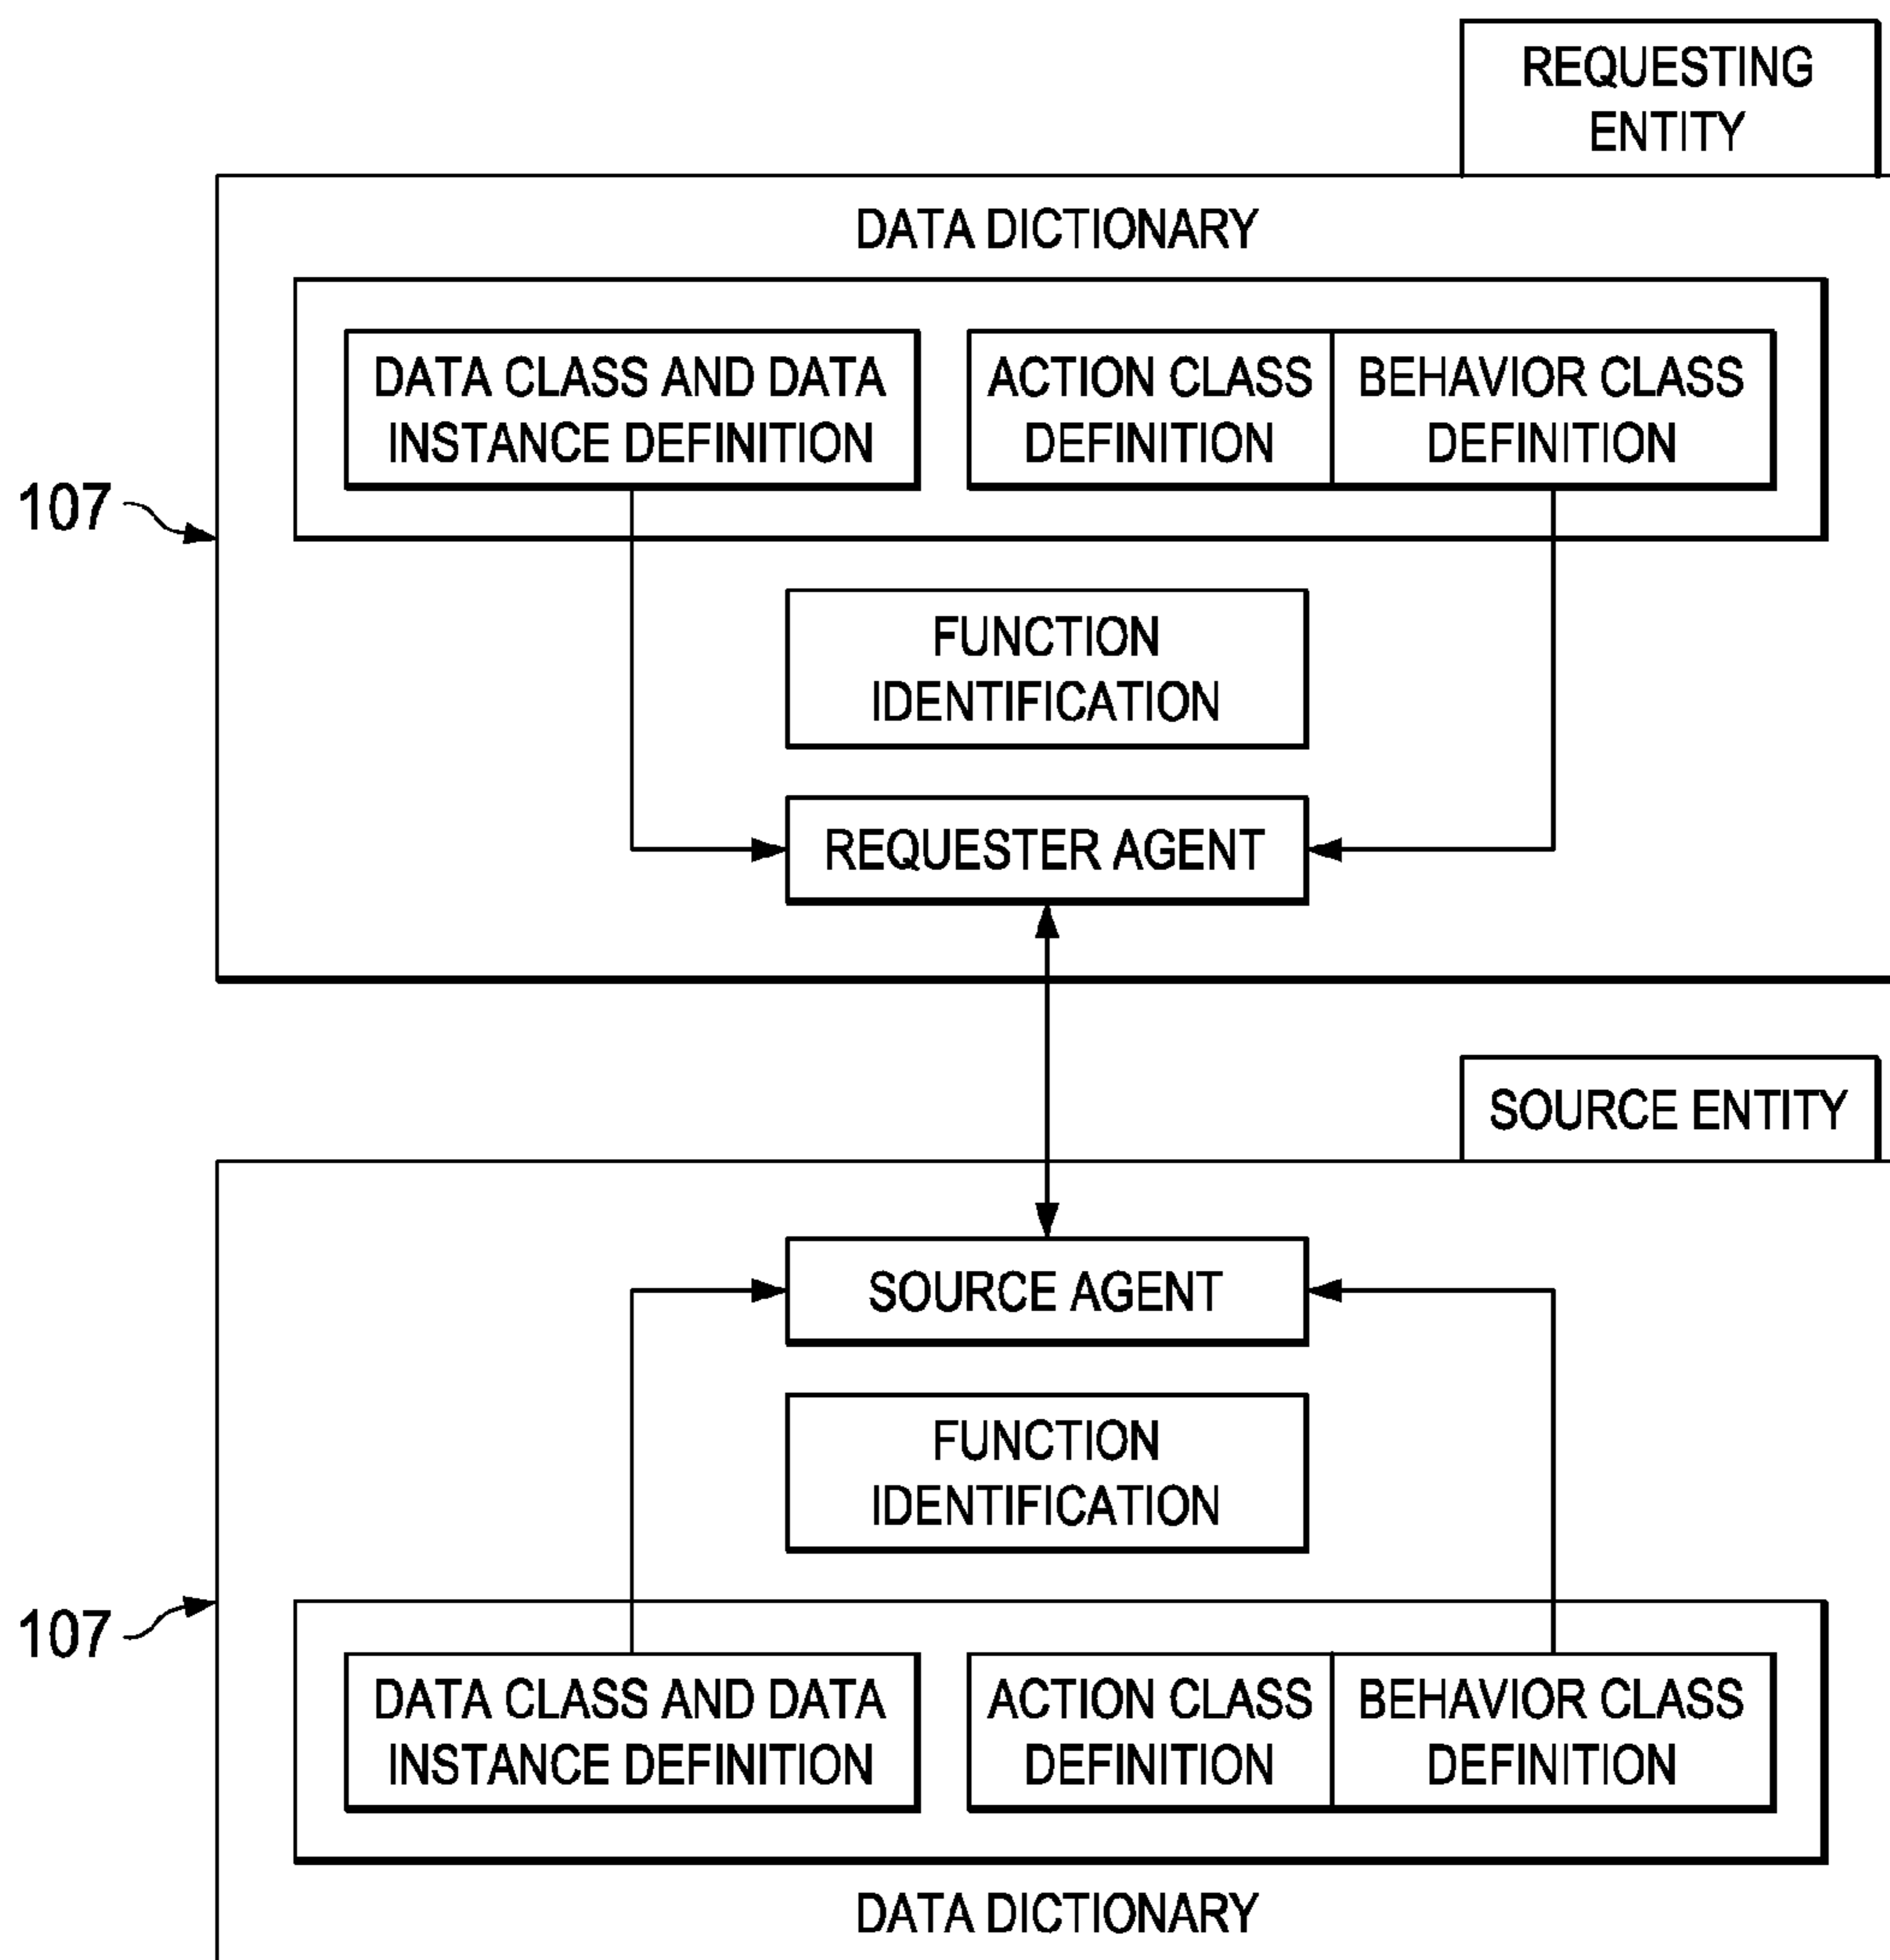 REQUESTING
ENTITY
DATA DICTIONARY
DATA CLASS AND DATA
INSTANCE DEFINITION
ACTION CLASS
DEFINITION
BEHAVIOR CLASS
DEFINITION
107
FUNCTION
IDENTIFICATION
REQUESTER AGENT
SOURCE ENTITY
SOURCE AGENT
FUNCTION
IDENTIFICATION
107
DATA CLASS AND DATA
INSTANCE DEFINITION
ACTION CLASS
DEFINITION
BEHAVIOR CLASS
DEFINITION
DATA DICTIONARY